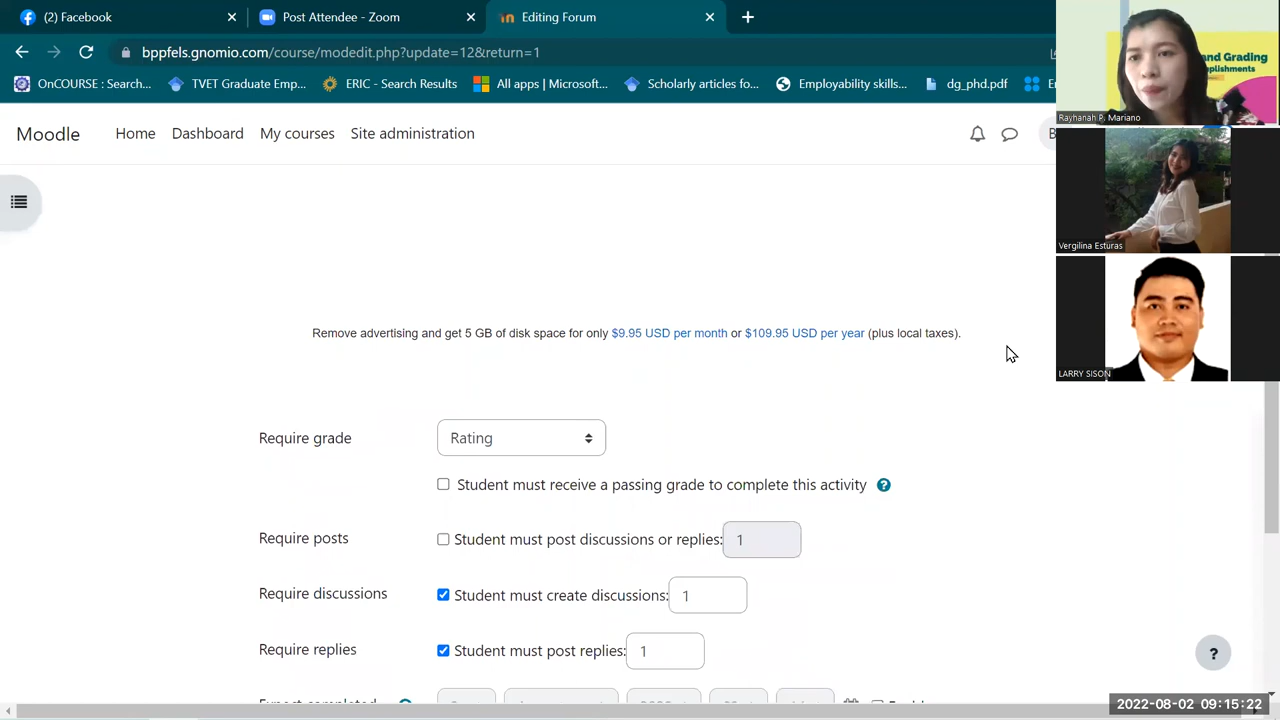 (2) Facebook
Post Attendee - Zoom
Editing Forum
bppfels.gnomio.com/course/modedit.php?update=12&return=1
OnCOURSE : Search...
TVET Graduate Emp...
ERIC - Search Results
All apps | Microsoft...
Scholarly articles fo...
Employability skills...
dg_phd.pdf
and Grading
Rayhanah P. Mariano
Moodle
Home
Dashboard
My courses
Site administration
Vergilina Esturas
Remove advertising and get 5 GB of disk space for only $9.95 USD per month or $109.95 USD per year (plus local taxes).
LARRY SISON
Require grade
Rating
Student must receive a passing grade to complete this activity
?
Require posts
Student must post discussions or replies:
1
Require discussions
Student must create discussions:
1
Require replies
Student must post replies:
1
?
2022-08-02 09:15:22